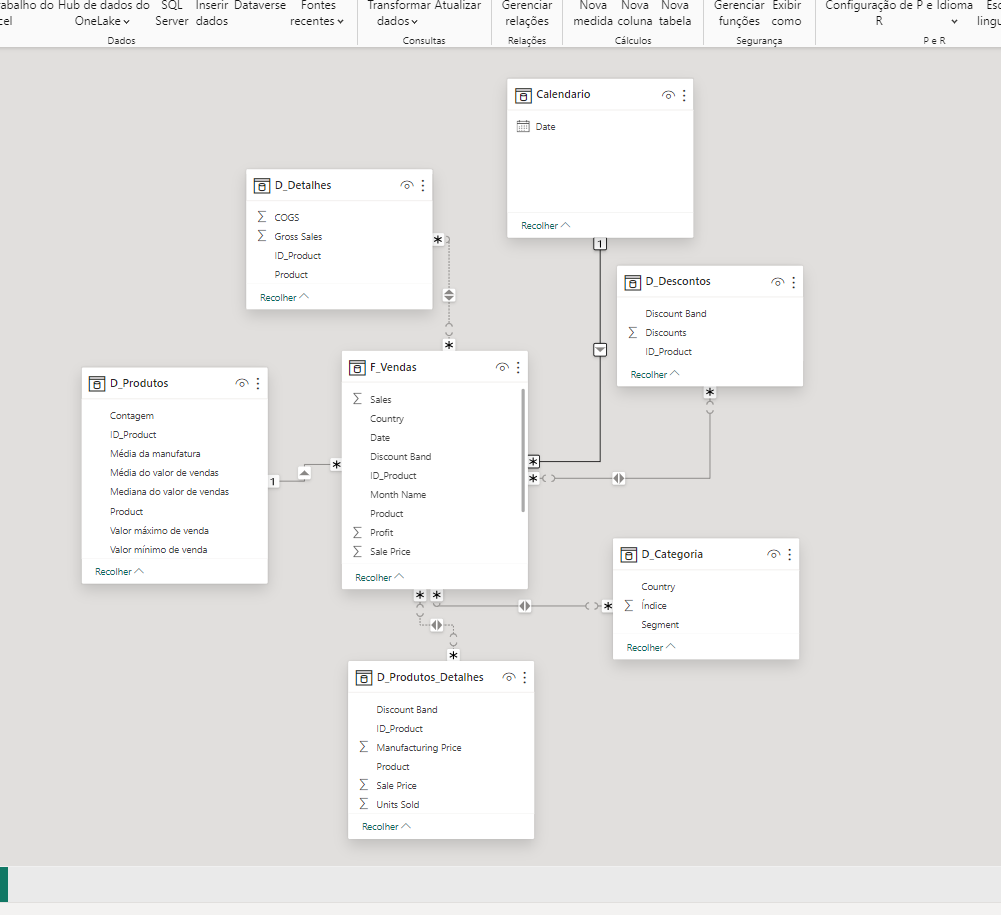 rabalho do Hub de dados do SQL Inserir Dataverse Fontes
cel OneLake Server dados recentes
Dados
Transformar Atualizar
dados
Consultas
Gerenciar
relações
Relações
Nova Nova Nova
medida coluna tabela
Cálculos
Gerenciar Exibir
funções como
Segurança
Configuração de P e Idioma
R lingu
P e R
Calendario
Date
Recolher
D_Detalhes
COGS
Gross Sales
ID_Product
Product
Recolher
*
1
D_Descontos
Discount Band
Discounts
ID_Product
Recolher
*
*
F_Vendas
Sales
Country
Date
Discount Band
ID_Product
Month Name
Product
Profit
Sale Price
Recolher
D_Produtos
Contagem
ID_Product
Média da manufatura
Média do valor de vendas
Mediana do valor de vendas
Product
Valor máximo de venda
Valor mínimo de venda
Recolher
1
*
*
*
* *
*
D_Categoria
Country
Índice
Segment
Recolher
*
D_Produtos_Detalhes
Discount Band
ID_Product
Manufacturing Price
Product
Sale Price
Units Sold
Recolher